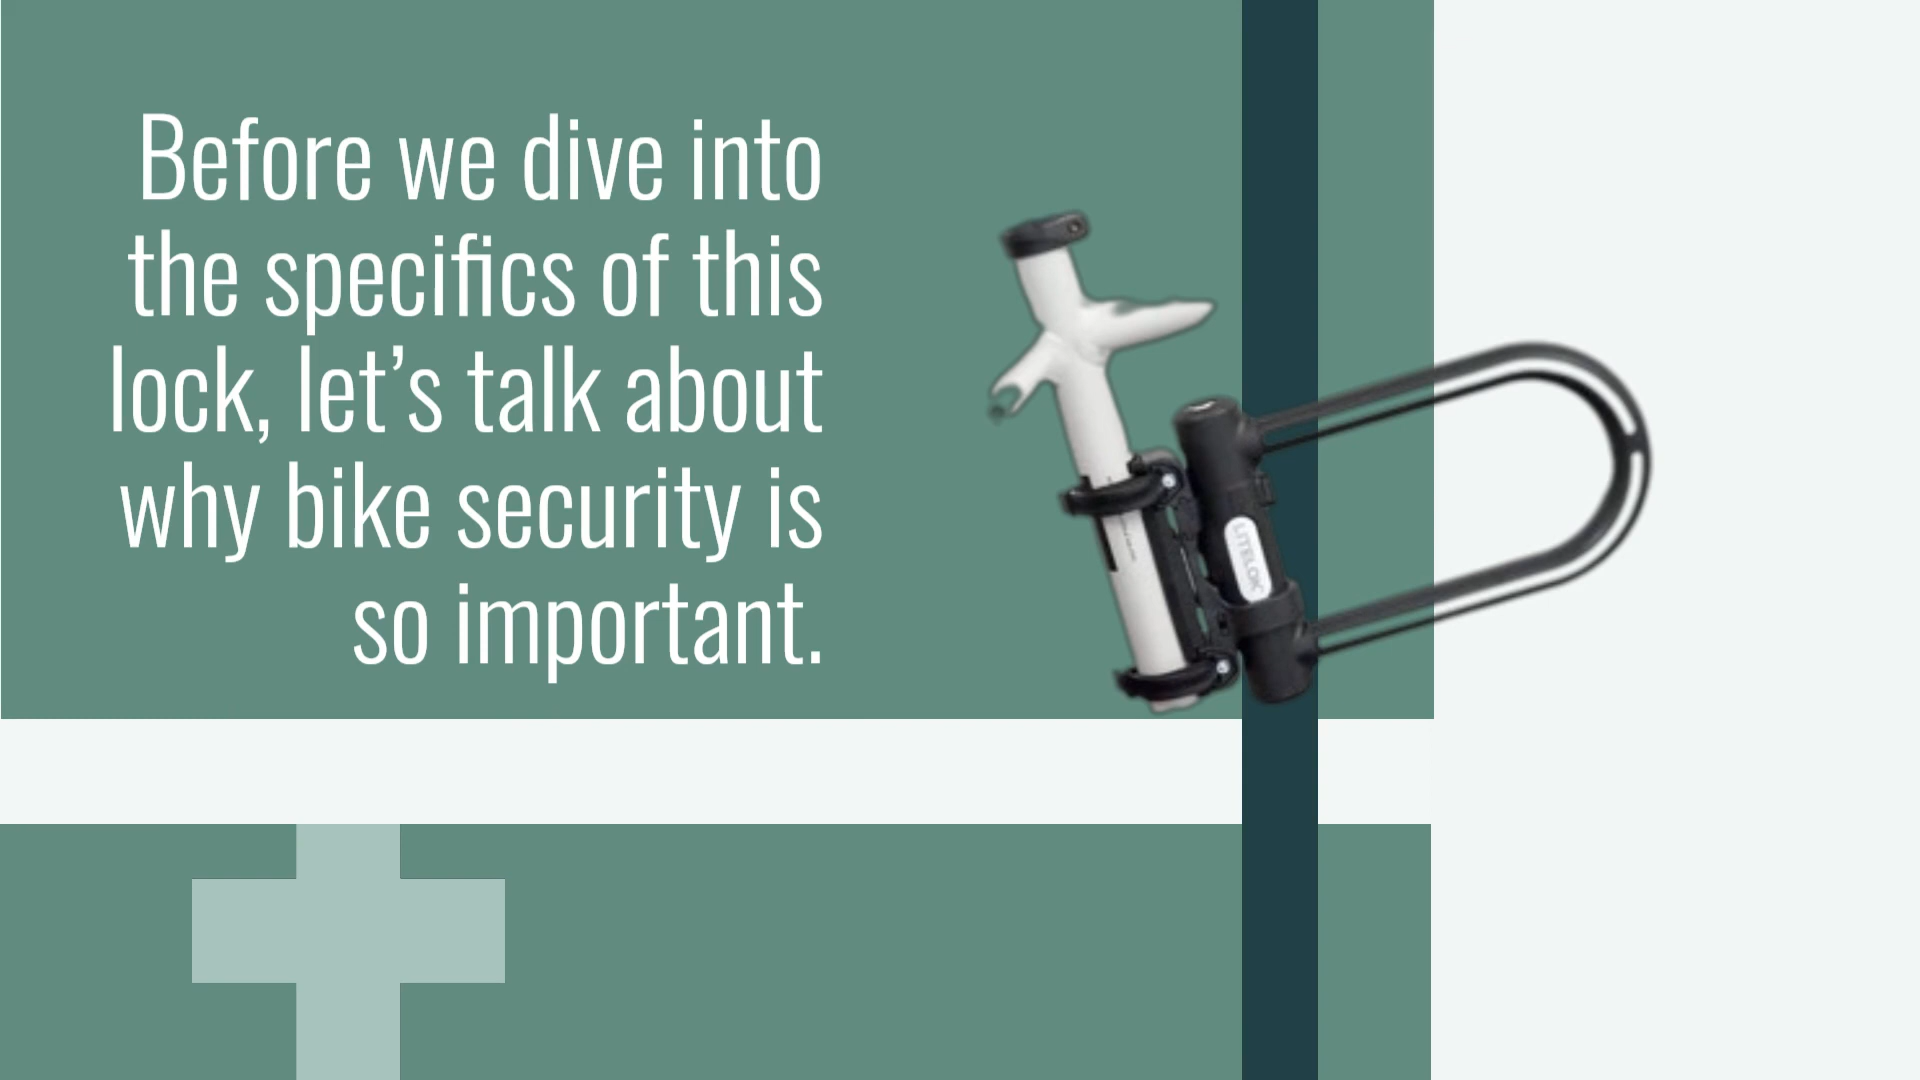 Before we dive into
the specifics of this
lock, let’s talk about
why bike security is
so important.
LITELOK